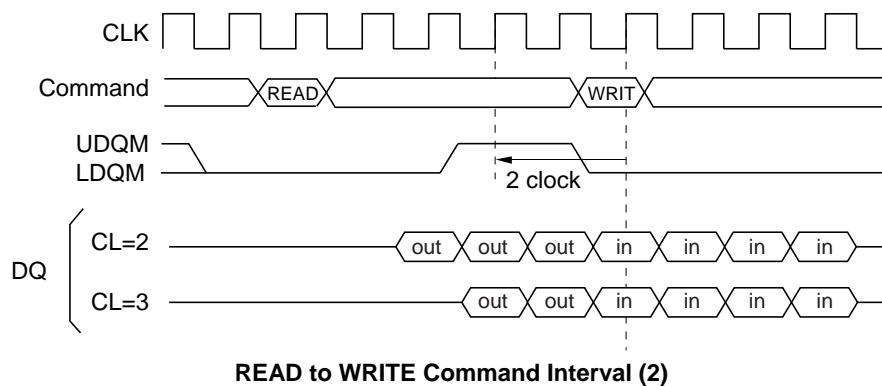 CLK
Command READ WRIT
UDQM
LDQM
2 clock
CL=2 out out out in in in in
DQ
CL=3 out out in in in in
READ to WRITE Command Interval (2)